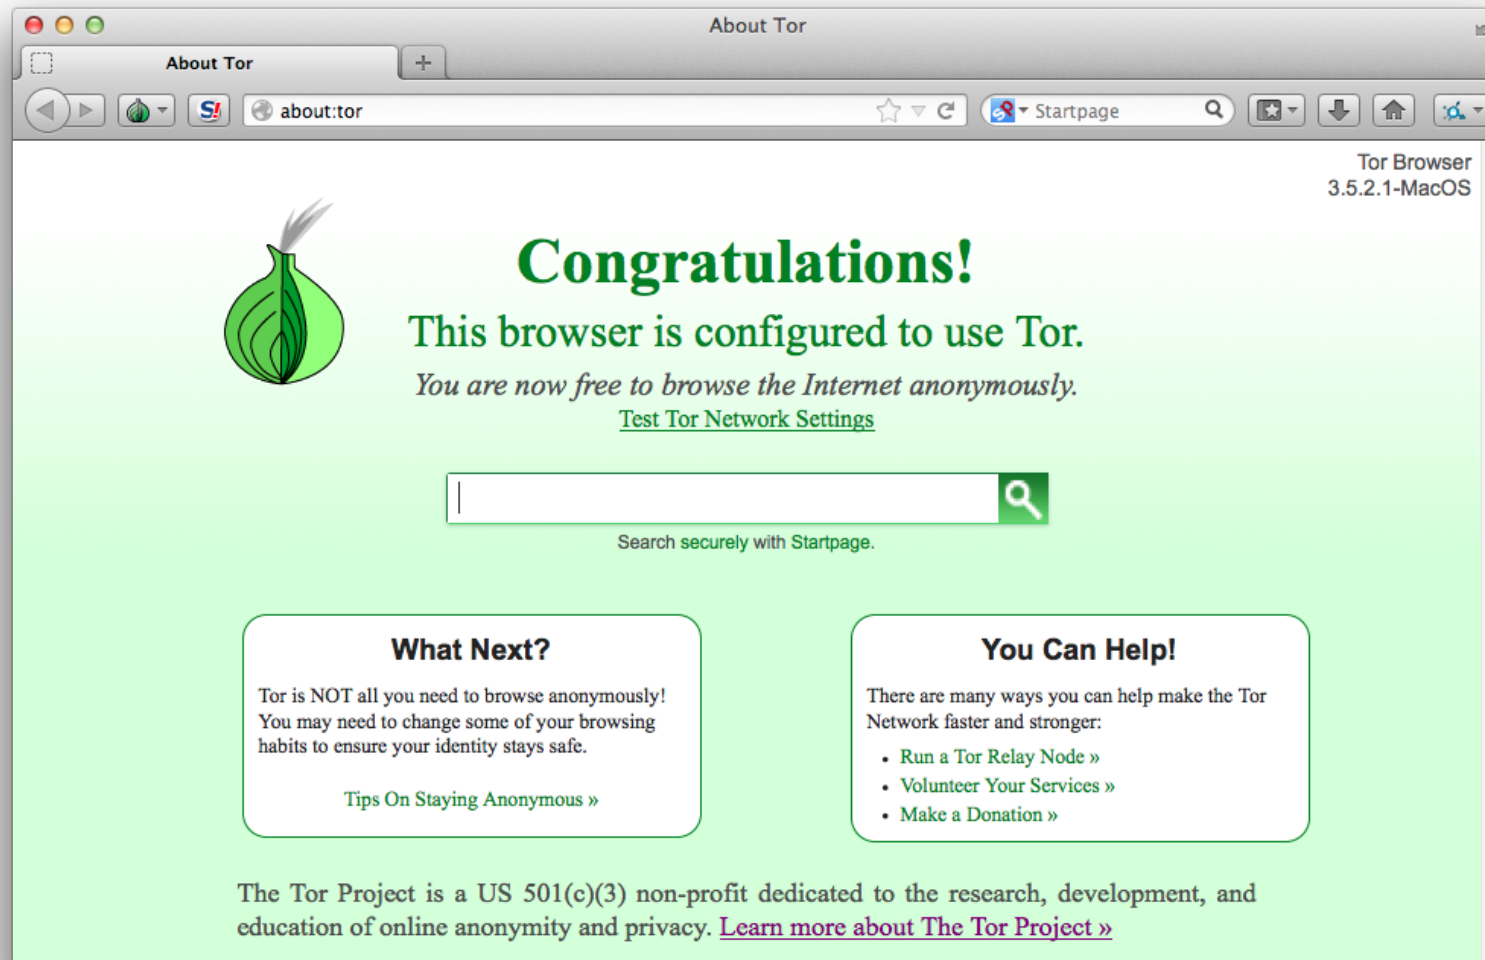 About Tor
About Tor
about:tor
Startpage
Tor Browser
3.5.2.1-MacOS
Congratulations!
This browser is configured to use Tor.
You are now free to browse the Internet anonymously.
Test Tor Network Settings
Search securely with Startpage.
What Next?
Tor is NOT all you need to browse anonymously!
You may need to change some of your browsing
habits to ensure your identity stays safe.
Tips On Staying Anonymous »
You Can Help!
There are many ways you can help make the Tor
Network faster and stronger:
• Run a Tor Relay Node »
• Volunteer Your Services »
• Make a Donation »
The Tor Project is a US 501(c)(3) non-profit dedicated to the research, development, and
education of online anonymity and privacy. Learn more about The Tor Project »